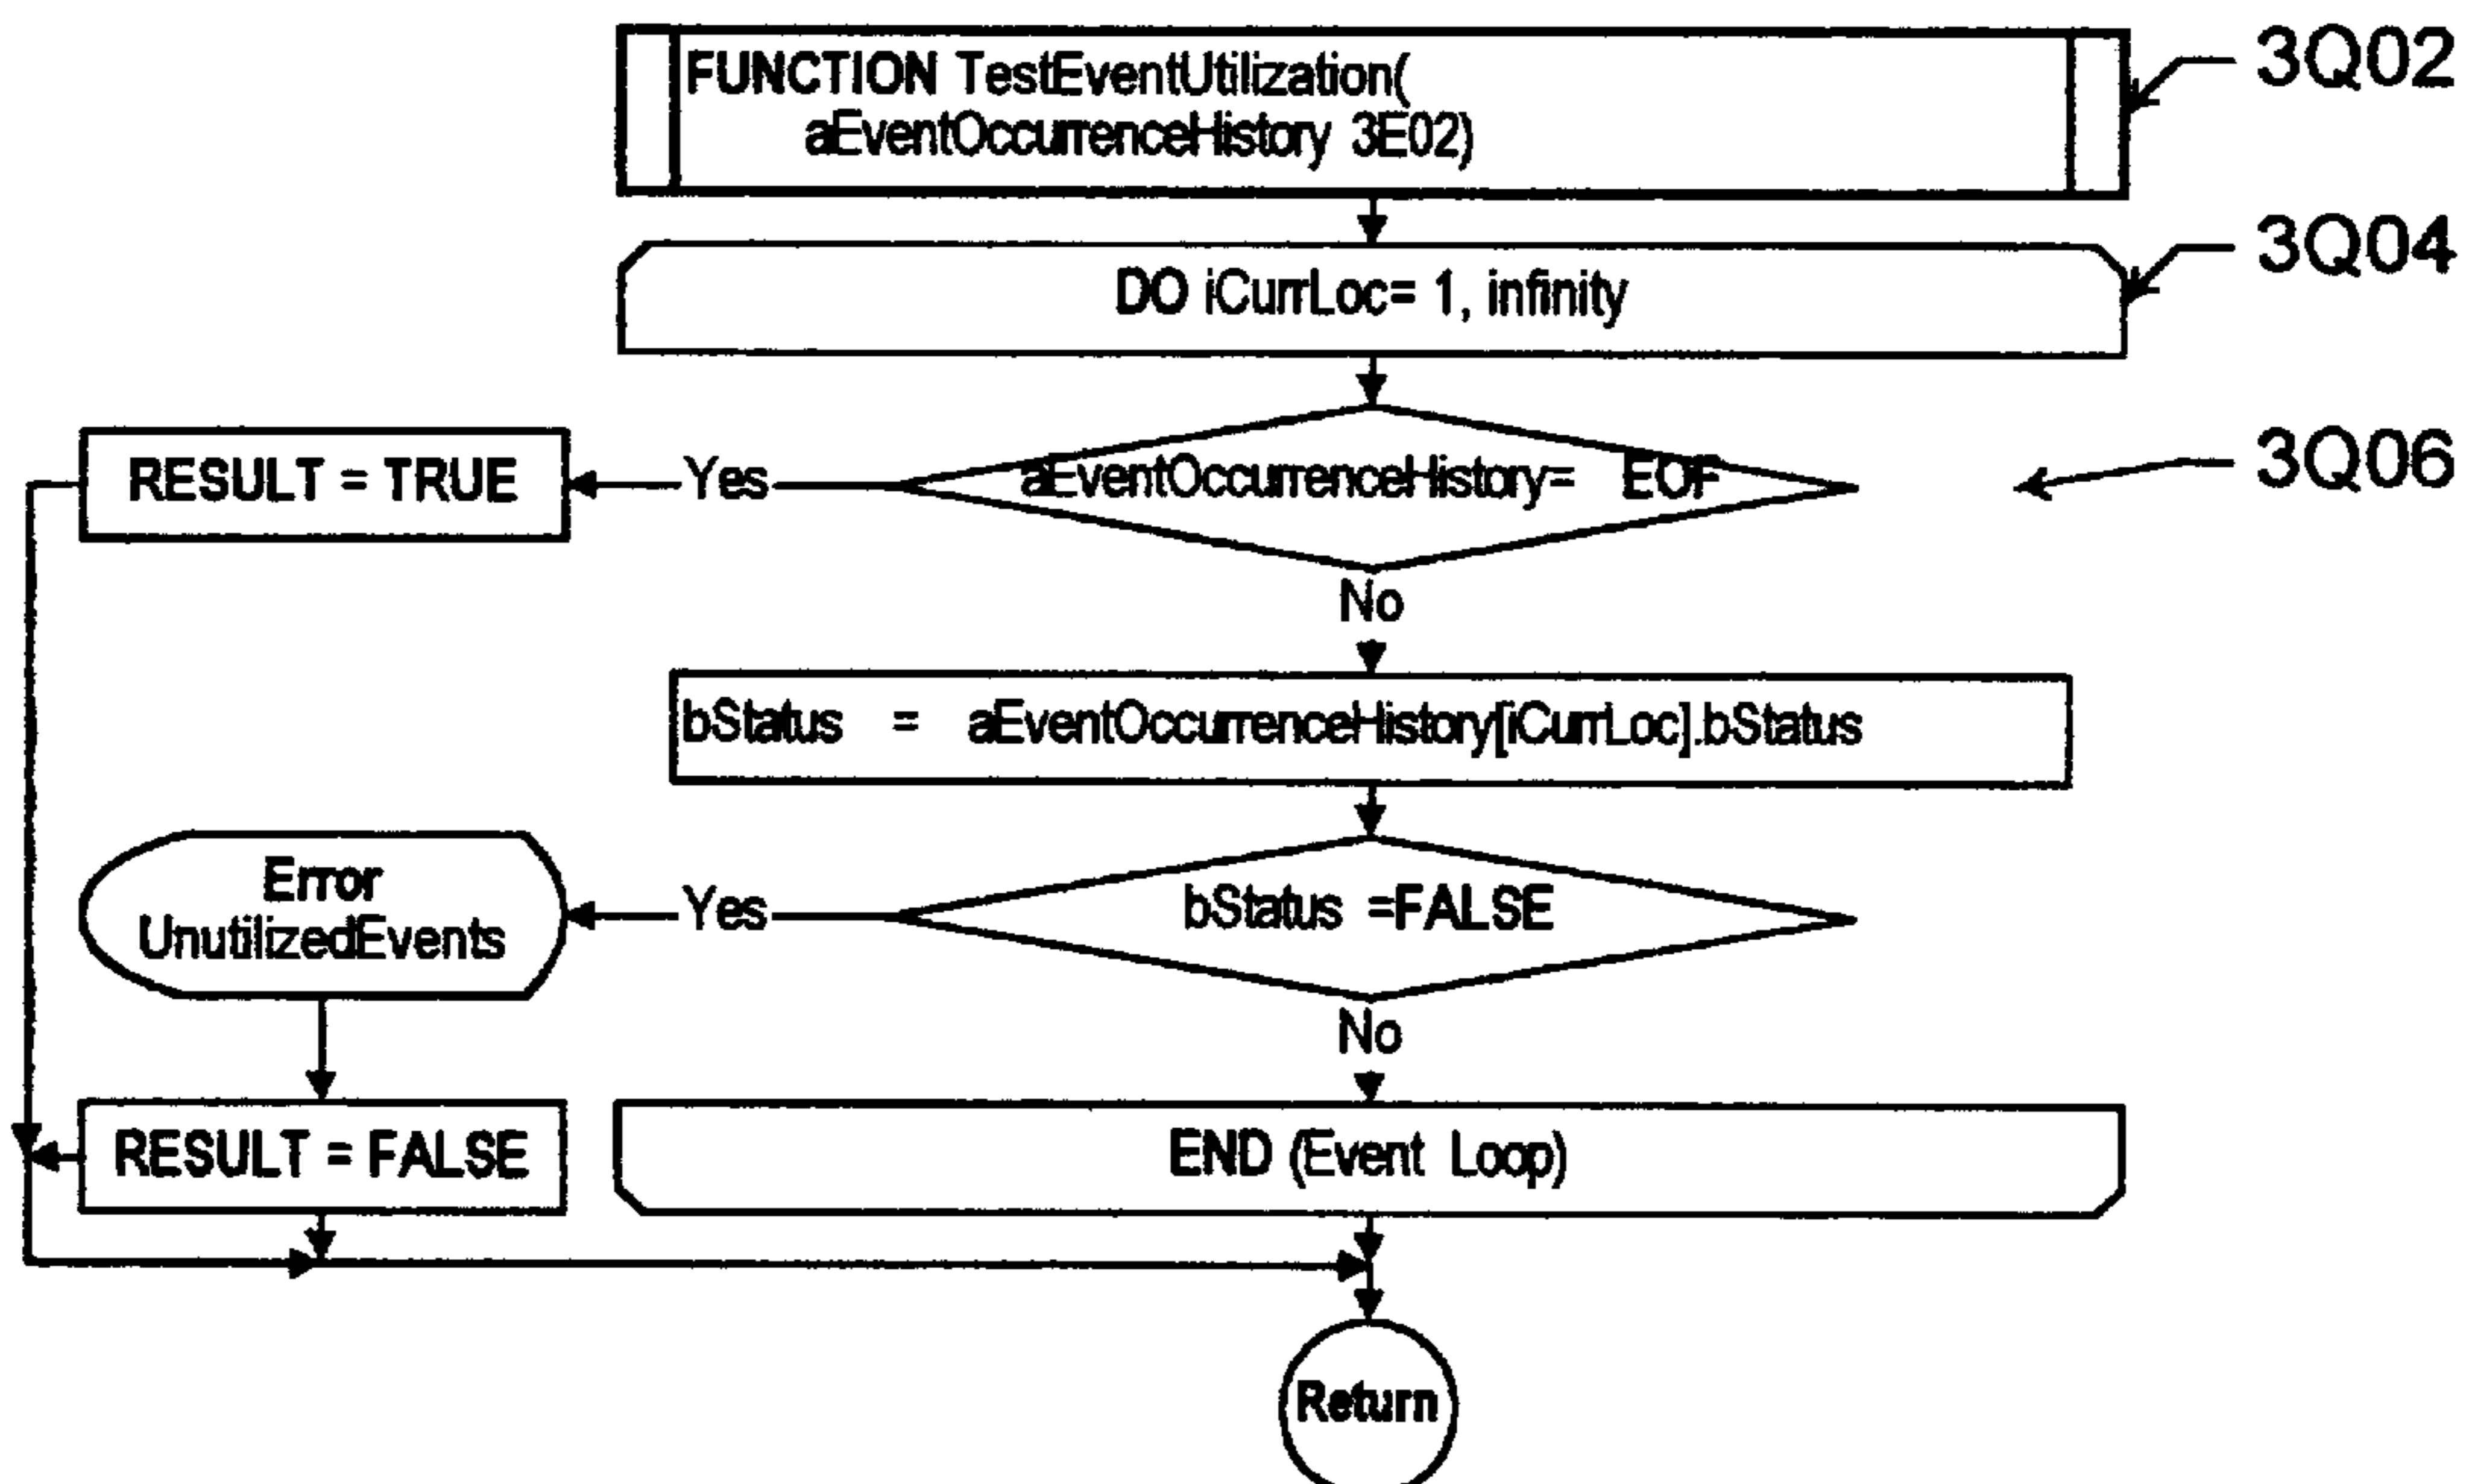 FUNCTION TestEventUtilization(
aEventOccurrenceHistory 3E02)
3Q02
DO iCurrLoc= 1, infinity
3Q04
RESULT = TRUE
Yes
aEventOccurrenceHistory= EOF
3Q06
No
bStatus = aEventOccurrenceHistory[iCurrLoc].bStatus
Error
UnutilizedEvents
Yes
bStatus =FALSE
No
RESULT = FALSE
END (Event Loop)
Return